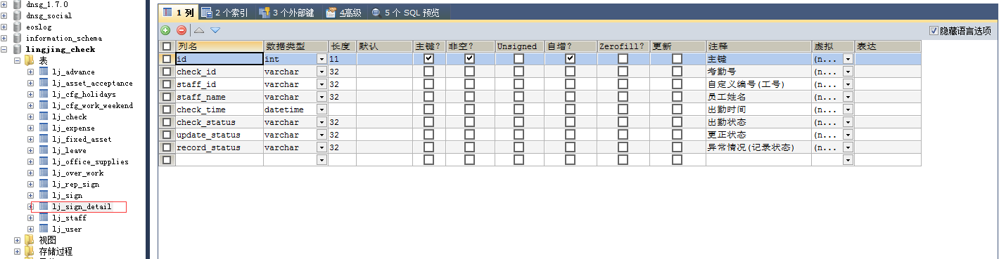 dnsg_1.7.0
dnsg_social
eoslog
information_schema
lingjing_check
表
lj_advance
lj_asset_acceptance
lj_cfg_holidays
lj_cfg_work_weekend
lj_check
lj_expense
lj_fixed_asset
lj_leave
lj_office_supplies
lj_over_work
lj_rep_sign
lj_sign
lj_sign_detail
lj_staff
lj_user
视图
存储过程
1 列 2 个索引 3 个外部键 4高级 5 个 SQL 预览
隐藏语言选项
列名 数据类型 长度 默认 主键? 非空? Unsigned 自增? Zerofill? 更新 注释 虚拟 表达
id int 11 主键 (n...
check_id varchar 32 考勤号 (n...
staff_id varchar 32 自定义编号(工号) (n...
staff_name varchar 32 员工姓名 (n...
check_time datetime 出勤时间 (n...
check_status varchar 32 出勤状态 (n...
update_status varchar 32 更正状态 (n...
record_status varchar 32 异常情况(记录状态) (n...